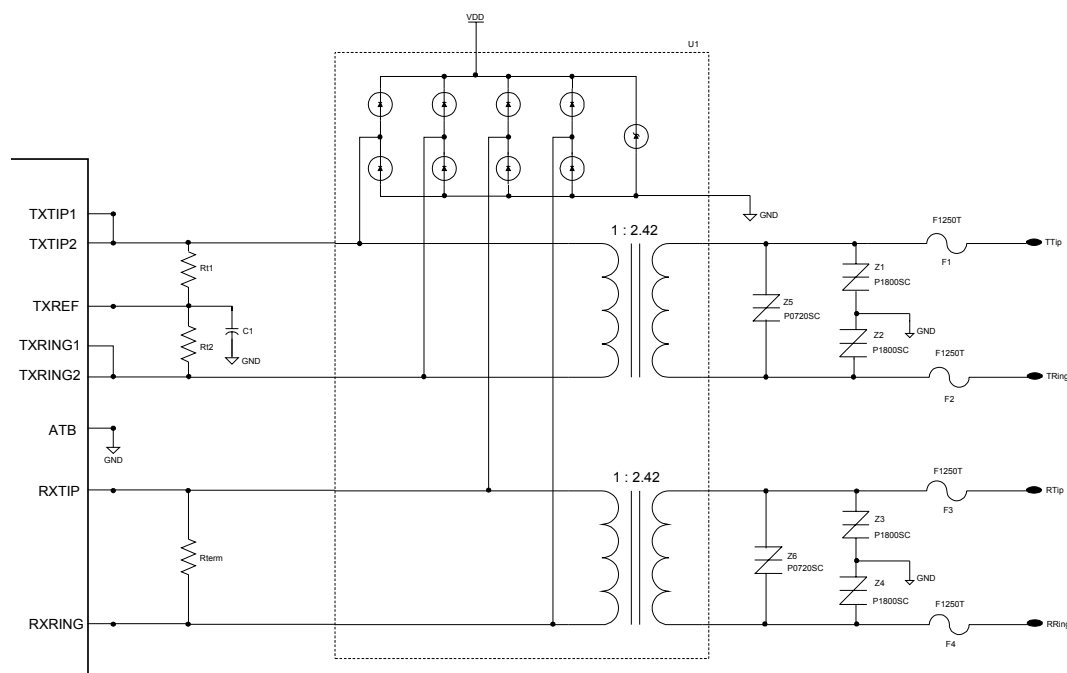 VDD
U1
TXTIP1
TXTIP2
TXREF
TXRING1
TXRING2
ATB
GND
RXTIP
RXRING
Rt1
Rt2
C1
GND
Rterm
GND
1 : 2.42
1 : 2.42
Z5
P0720SC
Z1
P1800SC
GND
Z2
P1800SC
F1250T
F1
TTip
F1250T
F2
TRing
Z6
P0720SC
Z3
P1800SC
GND
Z4
P1800SC
F1250T
F3
RTip
F1250T
F4
RRing